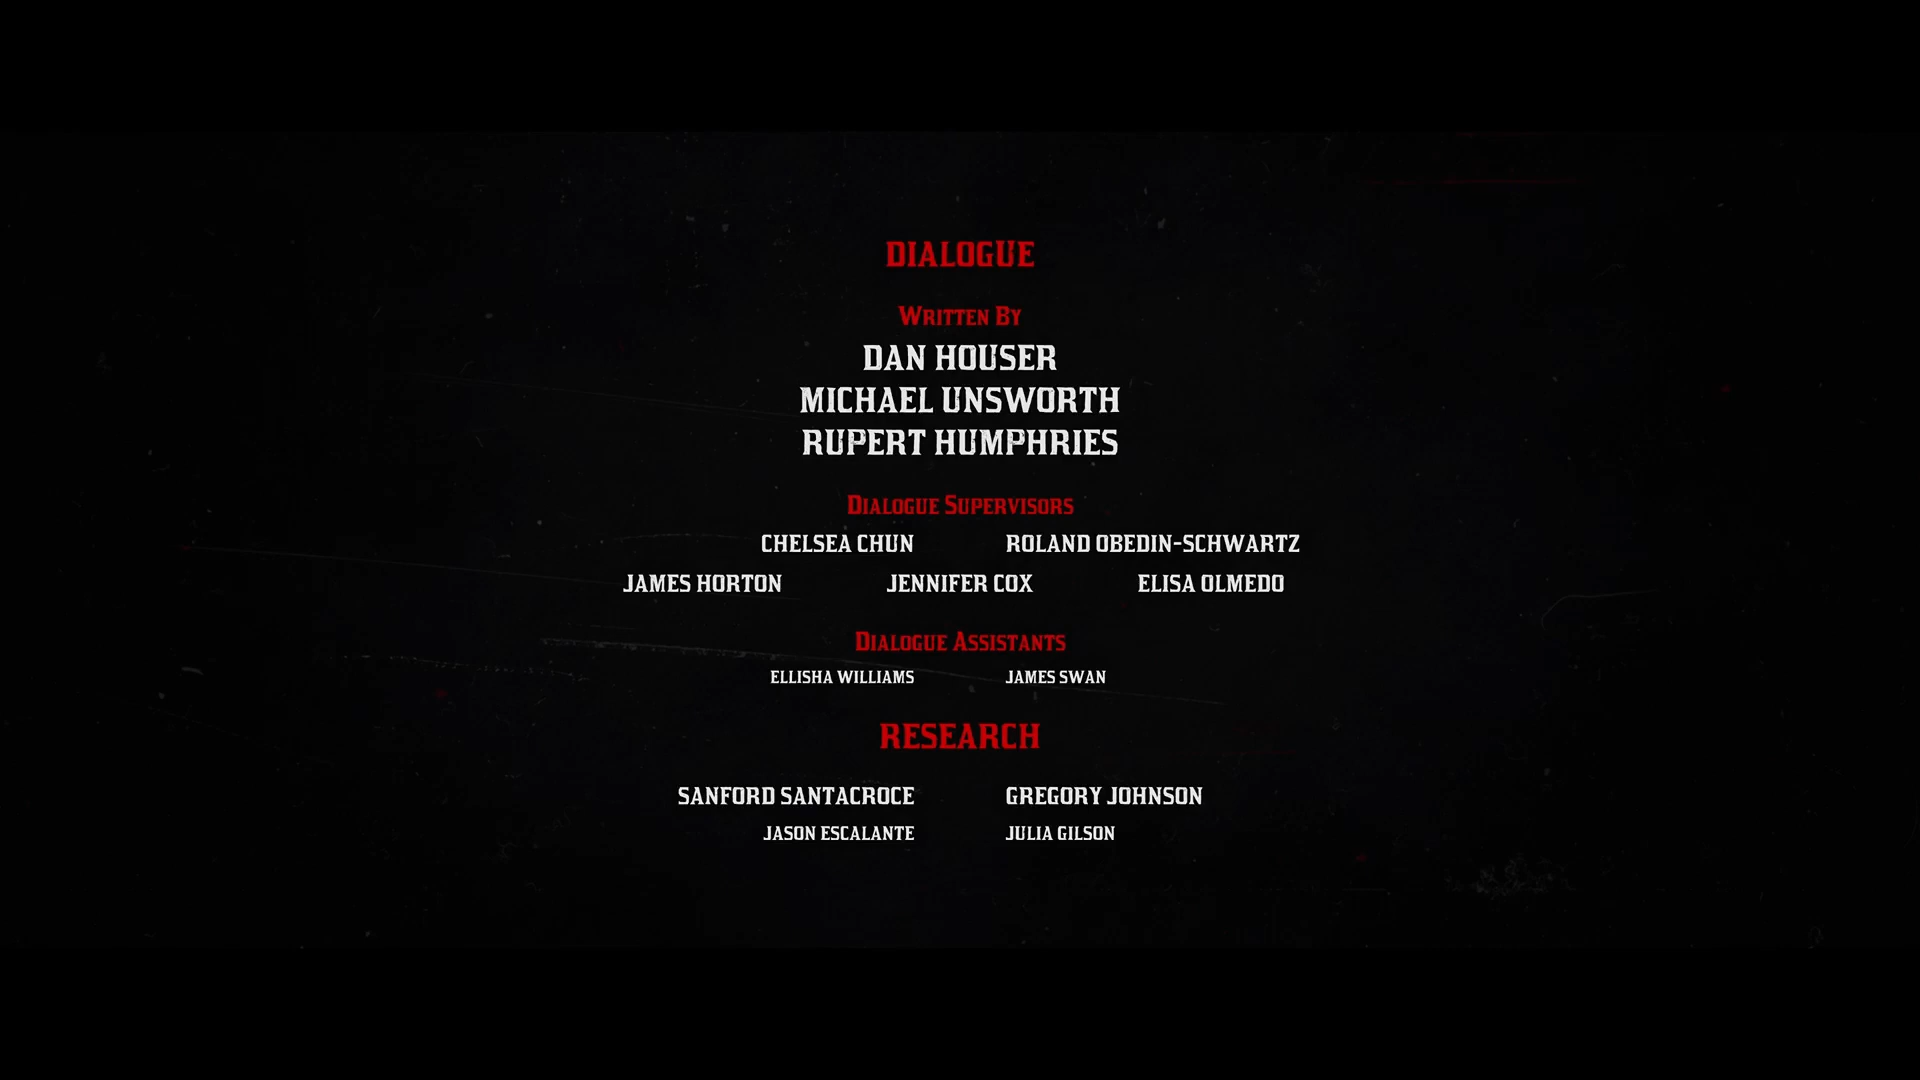 DIALOGUE
WRITTEN BY
DAN HOUSER
MICHAEL UNSWORTH
RUPERT HUMPHRIES
DIALOGUE SUPERVISORS
CHELSEA CHUN ROLAND OBEDIN-SCHWARTZ
JAMES HORTON JENNIFER COX ELISA OLMEDO
DIALOGUE ASSISTANTS
ELLISHA WILLIAMS JAMES SWAN
RESEARCH
SANFORD SANTACROCE GREGORY JOHNSON
JASON ESCALANTE JULIA GILSON